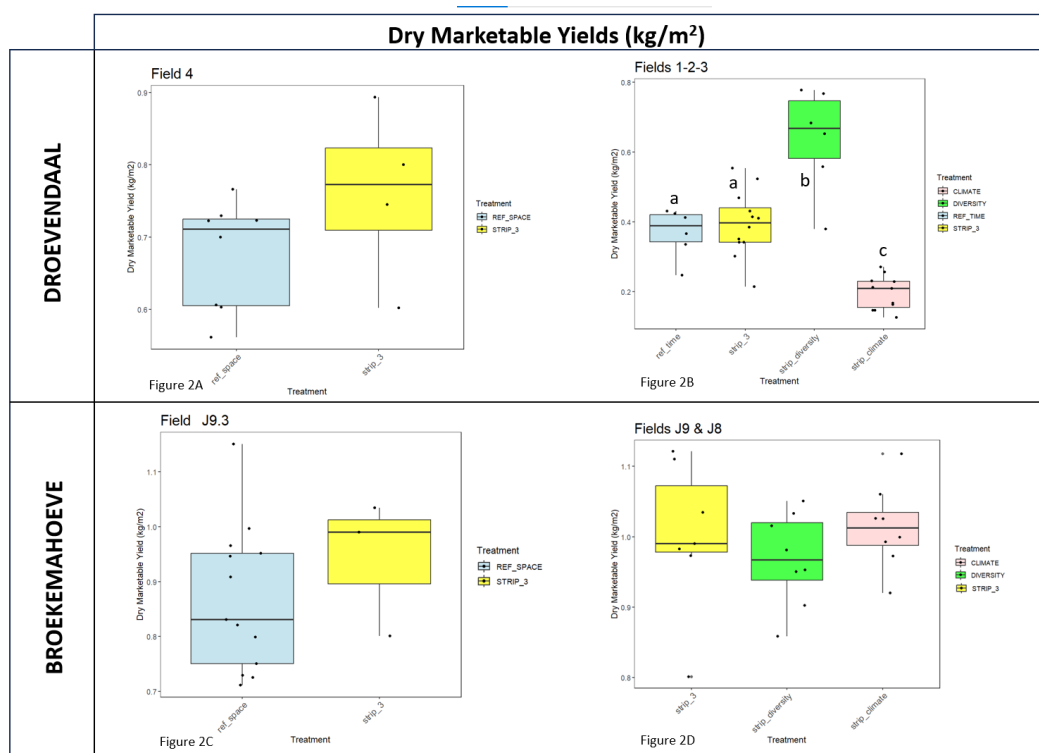 Dry Marketable Yields (kg/m²)
DROEVENDAAL
Field 4
0.9
0.8
0.7
0.6
Dry Marketable Yield (kg/m2)
ref_space
strip_3
Treatment
Treatment
REF_SPACE
STRIP_3
Figure 2A
Fields 1-2-3
0.8
0.6
0.4
0.2
Dry Marketable Yield (kg/m2)
a
a
b
c
ref_time
strip_3
strip_diversity
strip_climate
Treatment
Treatment
CLIMATE
DIVERSITY
REF_TIME
STRIP_3
Figure 2B
BROEKEMAHOEVE
Field J9.3
1.1
1.0
0.9
0.8
0.7
Dry Marketable Yield (kg/m2)
ref_space
strip_3
Treatment
Treatment
REF_SPACE
STRIP_3
Figure 2C
Fields J9 & J8
1.1
1.0
0.9
0.8
Dry Marketable Yield (kg/m2)
strip_3
strip_diversity
strip_climate
Treatment
Treatment
CLIMATE
DIVERSITY
STRIP_3
Figure 2D